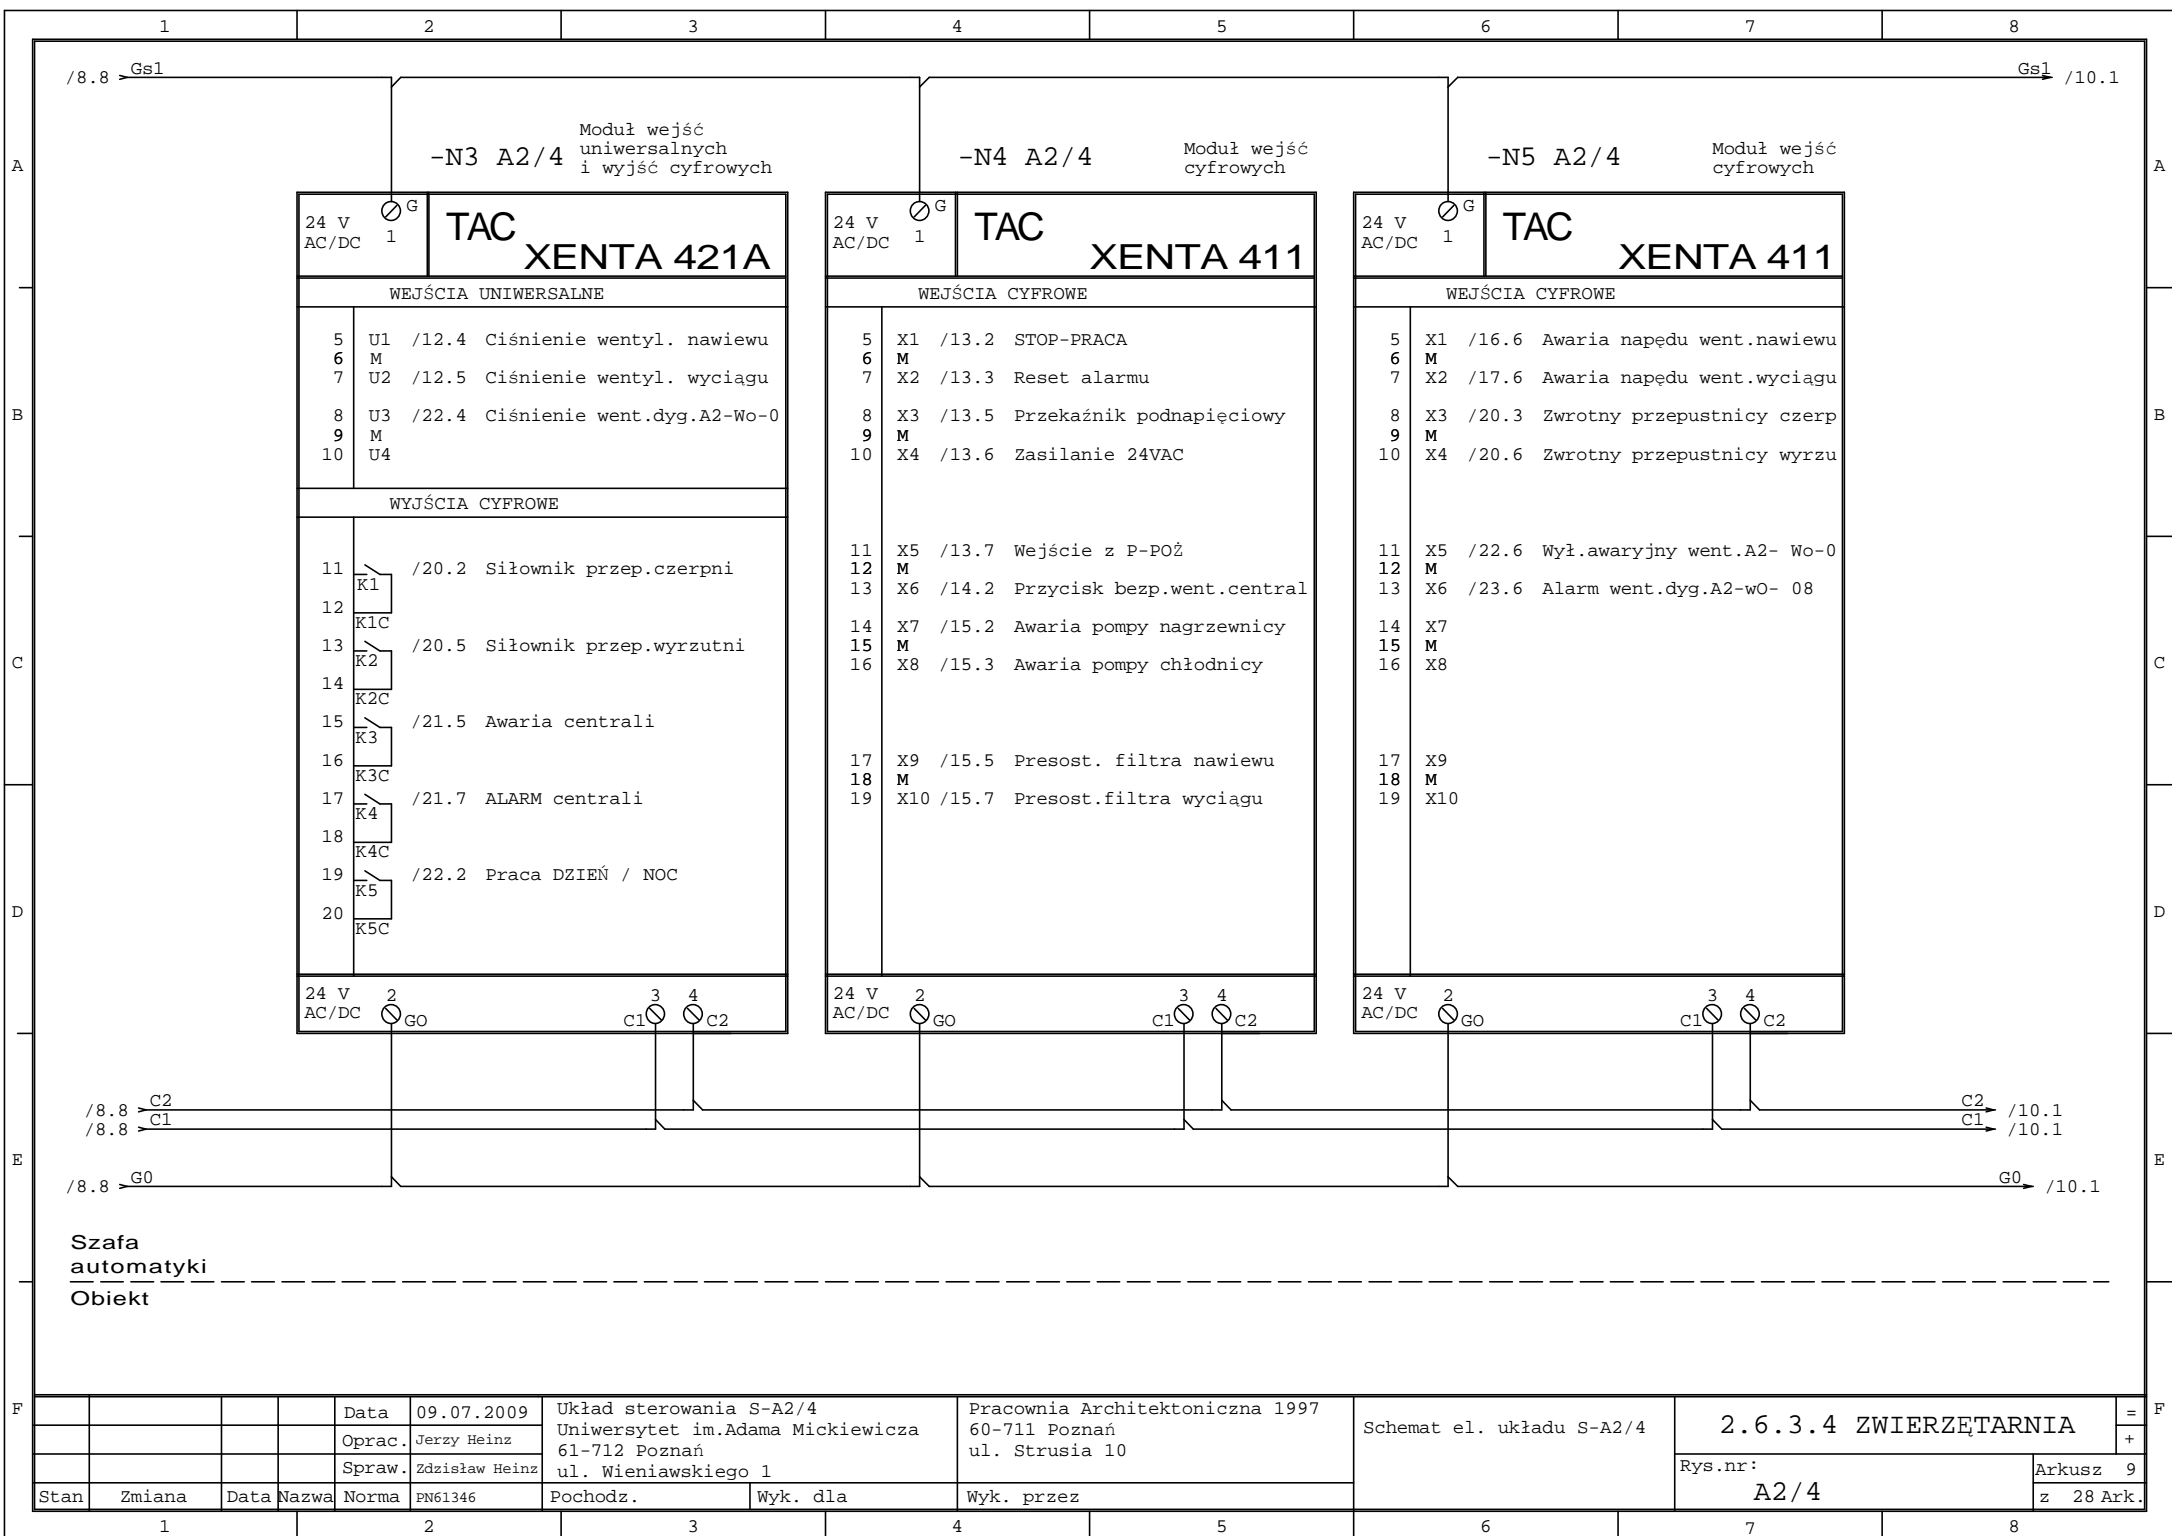 1 2 3 4 5 6 7 8
/8.8 Gs1
Gs1 /10.1
A
A
-N3 A2/4
Moduł wejść
uniwersalnych
i wyjść cyfrowych
24 V
AC/DC
G
1
TAC
XENTA 421A
WEJŚCIA UNIWERSALNE
5 U1 /12.4 Ciśnienie wentyl. nawiewu
6 M
7 U2 /12.5 Ciśnienie wentyl. wyciągu
8 U3 /22.4 Ciśnienie went.dyg.A2-Wo-0
9 M
10 U4
WYJŚCIA CYFROWE
11 K1 /20.2 Siłownik przep.czerpni
12 K1C
13 K2 /20.5 Siłownik przep.wyrzutni
14 K2C
15 K3 /21.5 Awaria centrali
16 K3C
17 K4 /21.7 ALARM centrali
18 K4C
19 K5 /22.2 Praca DZIEŃ / NOC
20 K5C
24 V
AC/DC
2 GO
3 C1
4 C2
-N4 A2/4
Moduł wejść
cyfrowych
24 V
AC/DC
G
1
TAC
XENTA 411
WEJŚCIA CYFROWE
5 X1 /13.2 STOP-PRACA
6 M
7 X2 /13.3 Reset alarmu
8 X3 /13.5 Przekaźnik podnapięciowy
9 M
10 X4 /13.6 Zasilanie 24VAC
11 X5 /13.7 Wejście z P-POŻ
12 M
13 X6 /14.2 Przycisk bezp.went.central
14 X7 /15.2 Awaria pompy nagrzewnicy
15 M
16 X8 /15.3 Awaria pompy chłodnicy
17 X9 /15.5 Presost. filtra nawiewu
18 M
19 X10 /15.7 Presost.filtra wyciągu
24 V
AC/DC
2 GO
3 C1
4 C2
-N5 A2/4
Moduł wejść
cyfrowych
24 V
AC/DC
G
1
TAC
XENTA 411
WEJŚCIA CYFROWE
5 X1 /16.6 Awaria napędu went.nawiewu
6 M
7 X2 /17.6 Awaria napędu went.wyciągu
8 X3 /20.3 Zwrotny przepustnicy czerp
9 M
10 X4 /20.6 Zwrotny przepustnicy wyrzu
11 X5 /22.6 Wył.awaryjny went.A2- Wo-0
12 M
13 X6 /23.6 Alarm went.dyg.A2-wO- 08
14 X7
15 M
16 X8
17 X9
18 M
19 X10
24 V
AC/DC
2 GO
3 C1
4 C2
B
B
C
C
D
D
/8.8 C2
C2 /10.1
/8.8 C1
C1 /10.1
E
E
/8.8 G0
G0 /10.1
Szafa
automatyki
Obiekt
F
F
Data 09.07.2009
Oprac. Jerzy Heinz
Spraw. Zdzisław Heinz
Stan Zmiana Data Nazwa Norma PN61346
Układ sterowania S-A2/4
Uniwersytet im.Adama Mickiewicza
61-712 Poznań
ul. Wieniawskiego 1
Pochodz. Wyk. dla
Pracownia Architektoniczna 1997
60-711 Poznań
ul. Strusia 10
Wyk. przez
Schemat el. układu S-A2/4
2.6.3.4 ZWIERZĘTARNIA
=
+
Rys.nr:
A2/4
Arkusz 9
z 28 Ark.
1 2 3 4 5 6 7 8